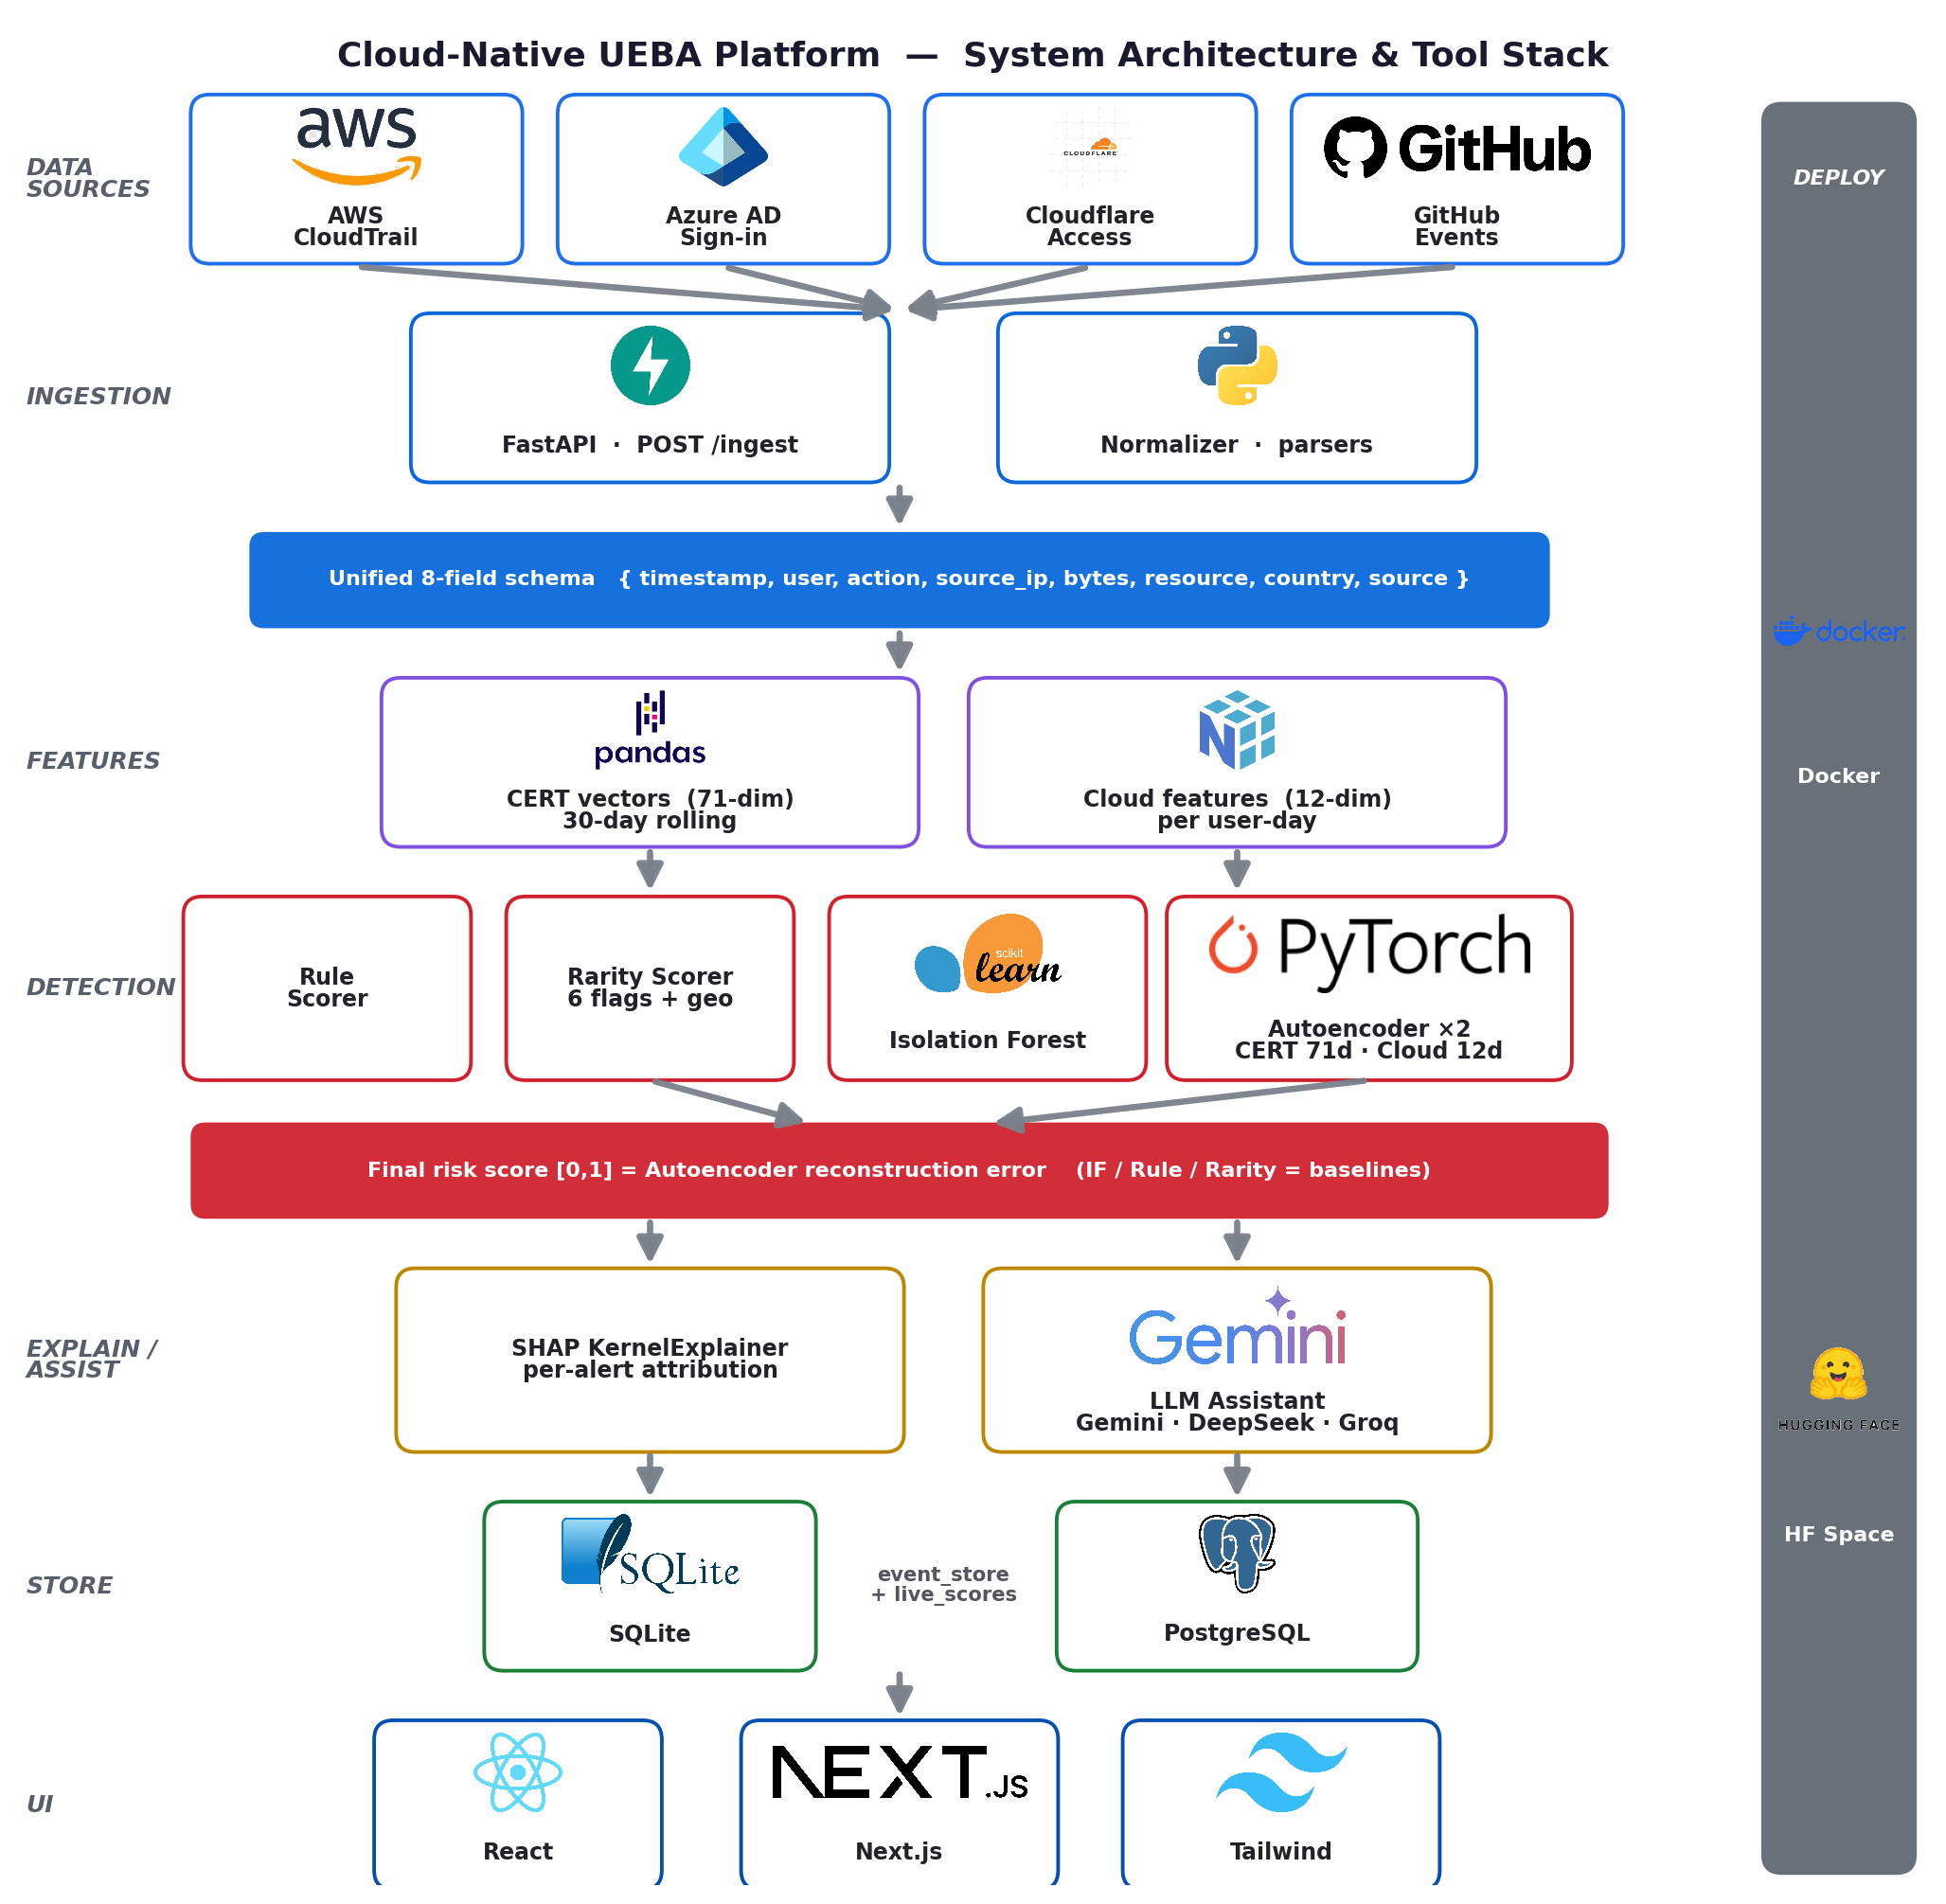 Cloud-Native UEBA Platform — System Architecture & Tool Stack
DATA
SOURCES
aws
AWS
CloudTrail
Azure AD
Sign-in
CLOUDFLARE
Cloudflare
Access
GitHub
GitHub
Events
DEPLOY
INGESTION
FastAPI · POST /ingest
Normalizer · parsers
Unified 8-field schema { timestamp, user, action, source_ip, bytes, resource, country, source }
docker
FEATURES
pandas
CERT vectors (71-dim)
30-day rolling
Cloud features (12-dim)
per user-day
Docker
DETECTION
Rule
Scorer
Rarity Scorer
6 flags + geo
scikit
learn
Isolation Forest
PyTorch
Autoencoder ×2
CERT 71d · Cloud 12d
Final risk score [0,1] = Autoencoder reconstruction error (IF / Rule / Rarity = baselines)
EXPLAIN /
ASSIST
SHAP KernelExplainer
per-alert attribution
Gemini
LLM Assistant
Gemini · DeepSeek · Groq
HUGGING FACE
HF Space
STORE
SQLite
SQLite
event_store
+ live_scores
PostgreSQL
UI
React
NEXT.JS
Next.js
Tailwind